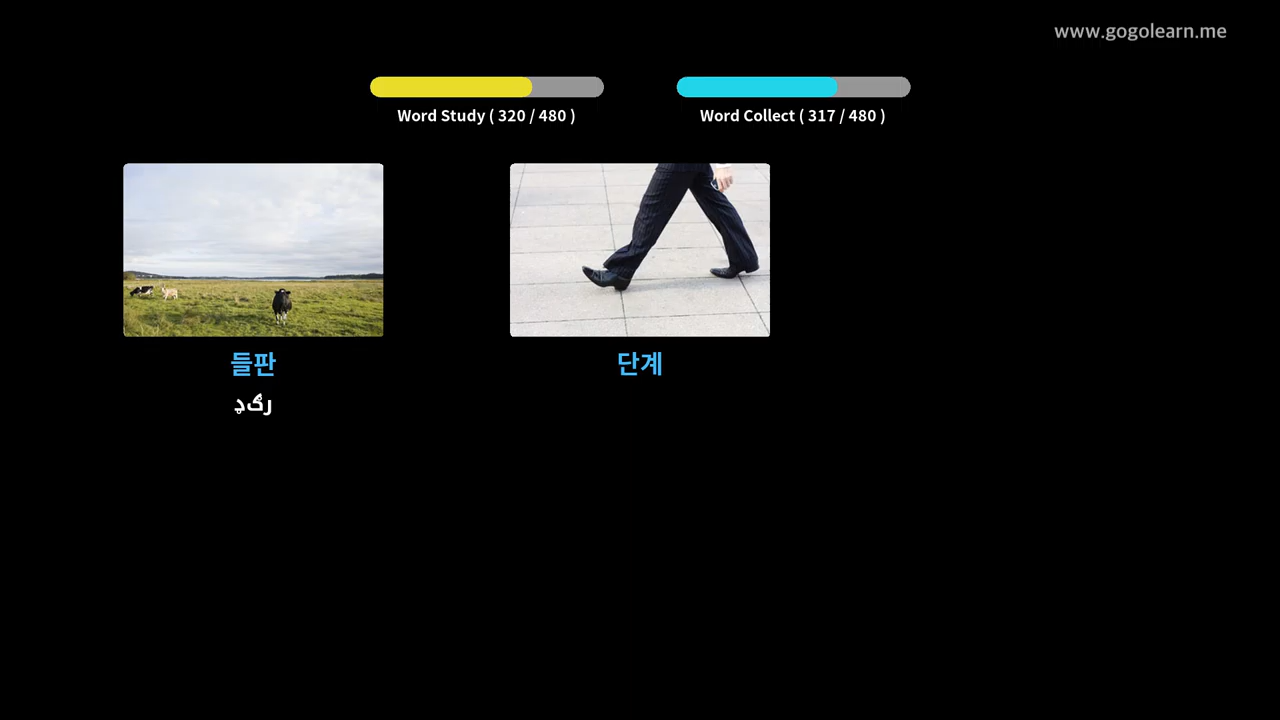 www.gogolearn.me
Word Study ( 320 / 480 )
Word Collect ( 317 / 480 )
들판
단계
رګډ